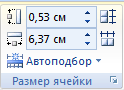 0,53 см
6,37 см
Автоподбор
Размер ячейки